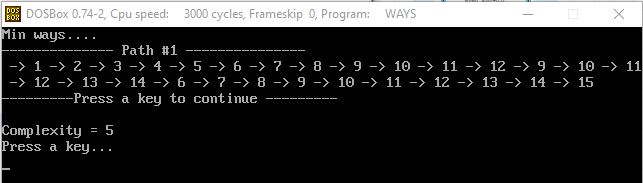 DOSBox 0.74-2, Cpu speed: 3000 cycles, Frameskip 0, Program: WAYS
Min ways....
-------------- Path #1 ---------------
-> 1 -> 2 -> 3 -> 4 -> 5 -> 6 -> 7 -> 8 -> 9 -> 10 -> 11 -> 12 -> 9 -> 10 -> 11
-> 12 -> 13 -> 14 -> 6 -> 7 -> 8 -> 9 -> 10 -> 11 -> 12 -> 13 -> 14 -> 15
---------Press a key to continue ---------
Complexity = 5
Press a key...
_